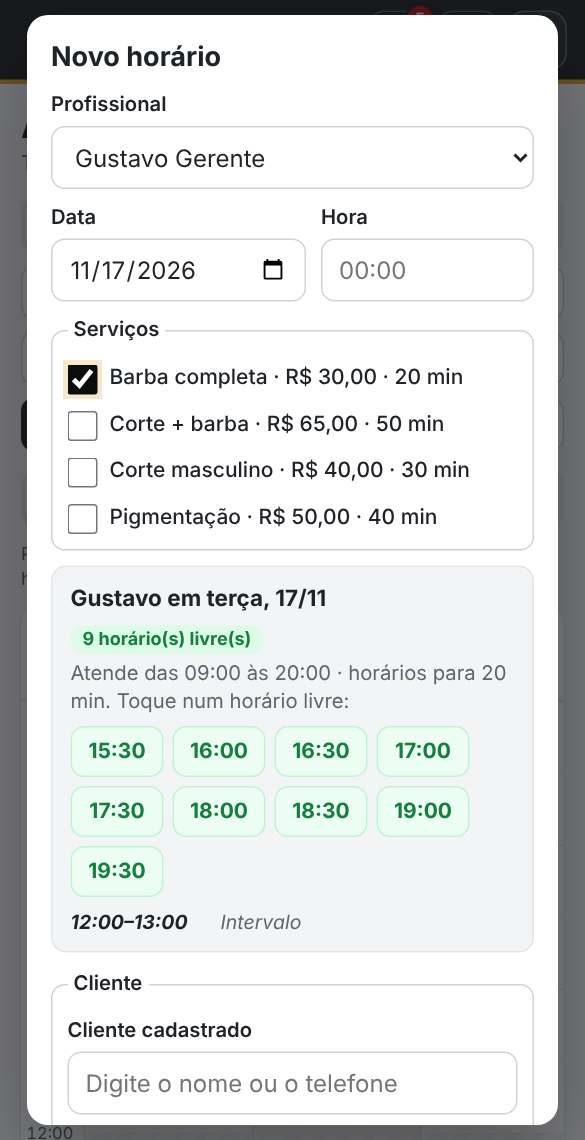 Novo horário
Profissional
Gustavo Gerente
Data
Hora
11/17/2026
00:00
Serviços
Barba completa · R$ 30,00 · 20 min
Corte + barba · R$ 65,00 · 50 min
Corte masculino · R$ 40,00 · 30 min
Pigmentação · R$ 50,00 · 40 min
Gustavo em terça, 17/11
9 horário(s) livre(s)
Atende das 09:00 às 20:00 · horários para 20
min. Toque num horário livre:
15:30 16:00 16:30 17:00
17:30 18:00 18:30 19:00
19:30
12:00–13:00 Intervalo
Cliente
Cliente cadastrado
Digite o nome ou o telefone
12:00